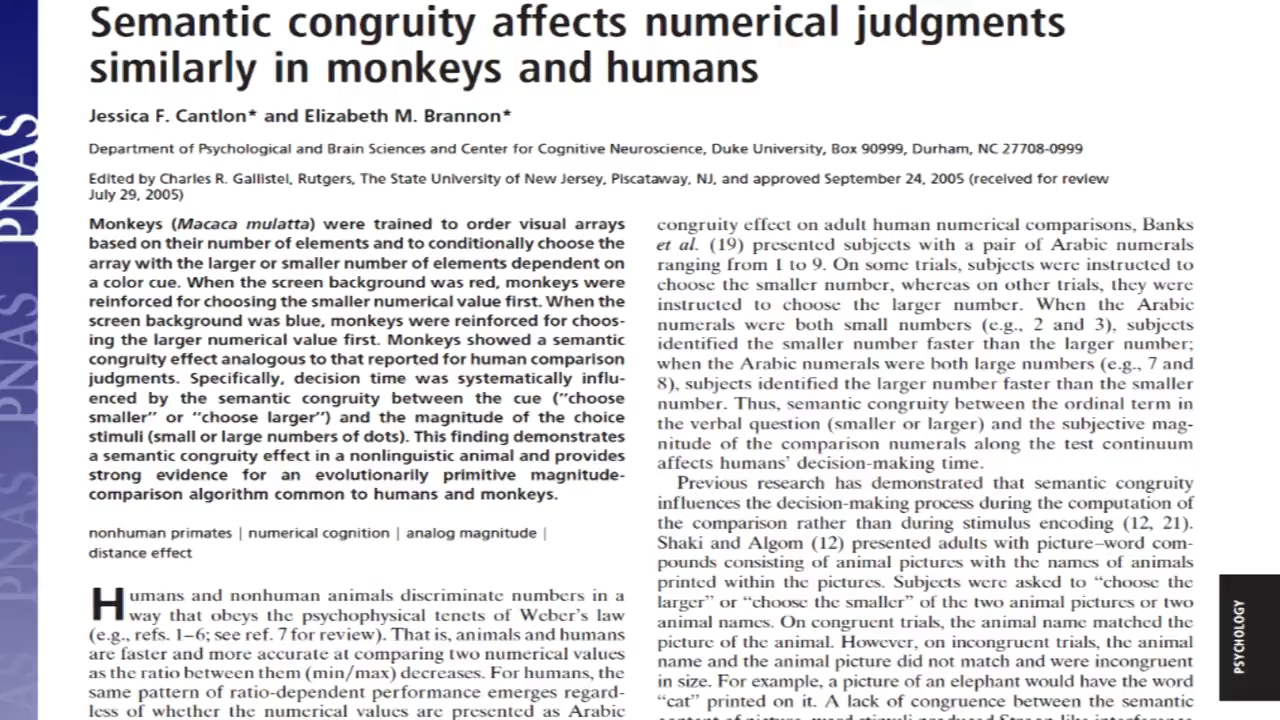 Semantic congruity affects numerical judgments
similarly in monkeys and humans
Jessica F. Cantlon* and Elizabeth M. Brannon*
Department of Psychological and Brain Sciences and Center for Cognitive Neuroscience, Duke University, Box 90999, Durham, NC 27708-0999
Edited by Charles R. Gallistel, Rutgers, The State University of New Jersey, Piscataway, NJ, and approved September 24, 2005 (received for review
July 29, 2005)
Monkeys (Macaca mulatta) were trained to order visual arrays
based on their number of elements and to conditionally choose the
array with the larger or smaller number of elements dependent on
a color cue. When the screen background was red, monkeys were
reinforced for choosing the smaller numerical value first. When the
screen background was blue, monkeys were reinforced for choos-
ing the larger numerical value first. Monkeys showed a semantic
congruity effect analogous to that reported for human comparison
judgments. Specifically, decision time was systematically influ-
enced by the semantic congruity between the cue ("choose
smaller" or "choose larger") and the magnitude of the choice
stimuli (small or large numbers of dots). This finding demonstrates
a semantic congruity effect in a nonlinguistic animal and provides
strong evidence for an evolutionarily primitive magnitude-
comparison algorithm common to humans and monkeys.
nonhuman primates | numerical cognition | analog magnitude |
distance effect
Humans and nonhuman animals discriminate numbers in a
way that obeys the psychophysical tenets of Weber's law
(e.g., refs. 1–6; see ref. 7 for review). That is, animals and humans
are faster and more accurate at comparing two numerical values
as the ratio between them (min/max) decreases. For humans, the
same pattern of ratio-dependent performance emerges regard-
less of whether the numerical values are presented as Arabic
congruity effect on adult human numerical comparisons, Banks
et al. (19) presented subjects with a pair of Arabic numerals
ranging from 1 to 9. On some trials, subjects were instructed to
choose the smaller number, whereas on other trials, they were
instructed to choose the larger number. When the Arabic
numerals were both small numbers (e.g., 2 and 3), subjects
identified the smaller number faster than the larger number;
when the Arabic numerals were both large numbers (e.g., 7 and
8), subjects identified the larger number faster than the smaller
number. Thus, semantic congruity between the ordinal term in
the verbal question (smaller or larger) and the subjective mag-
nitude of the comparison numerals along the test continuum
affects humans' decision-making time.
Previous research has demonstrated that semantic congruity
influences the decision-making process during the computation of
the comparison rather than during stimulus encoding (12, 21).
Shaki and Algom (12) presented adults with picture–word com-
pounds consisting of animal pictures with the names of animals
printed within the pictures. Subjects were asked to "choose the
larger" or "choose the smaller" of the two animal pictures or two
animal names. On congruent trials, the animal name matched the
picture of the animal. However, on incongruent trials, the animal
name and the animal picture did not match and were incongruent
in size. For example, a picture of an elephant would have the word
"cat" printed on it. A lack of congruence between the semantic
PNAS
PNAS
PNAS
PNAS
PSYCHOLOGY